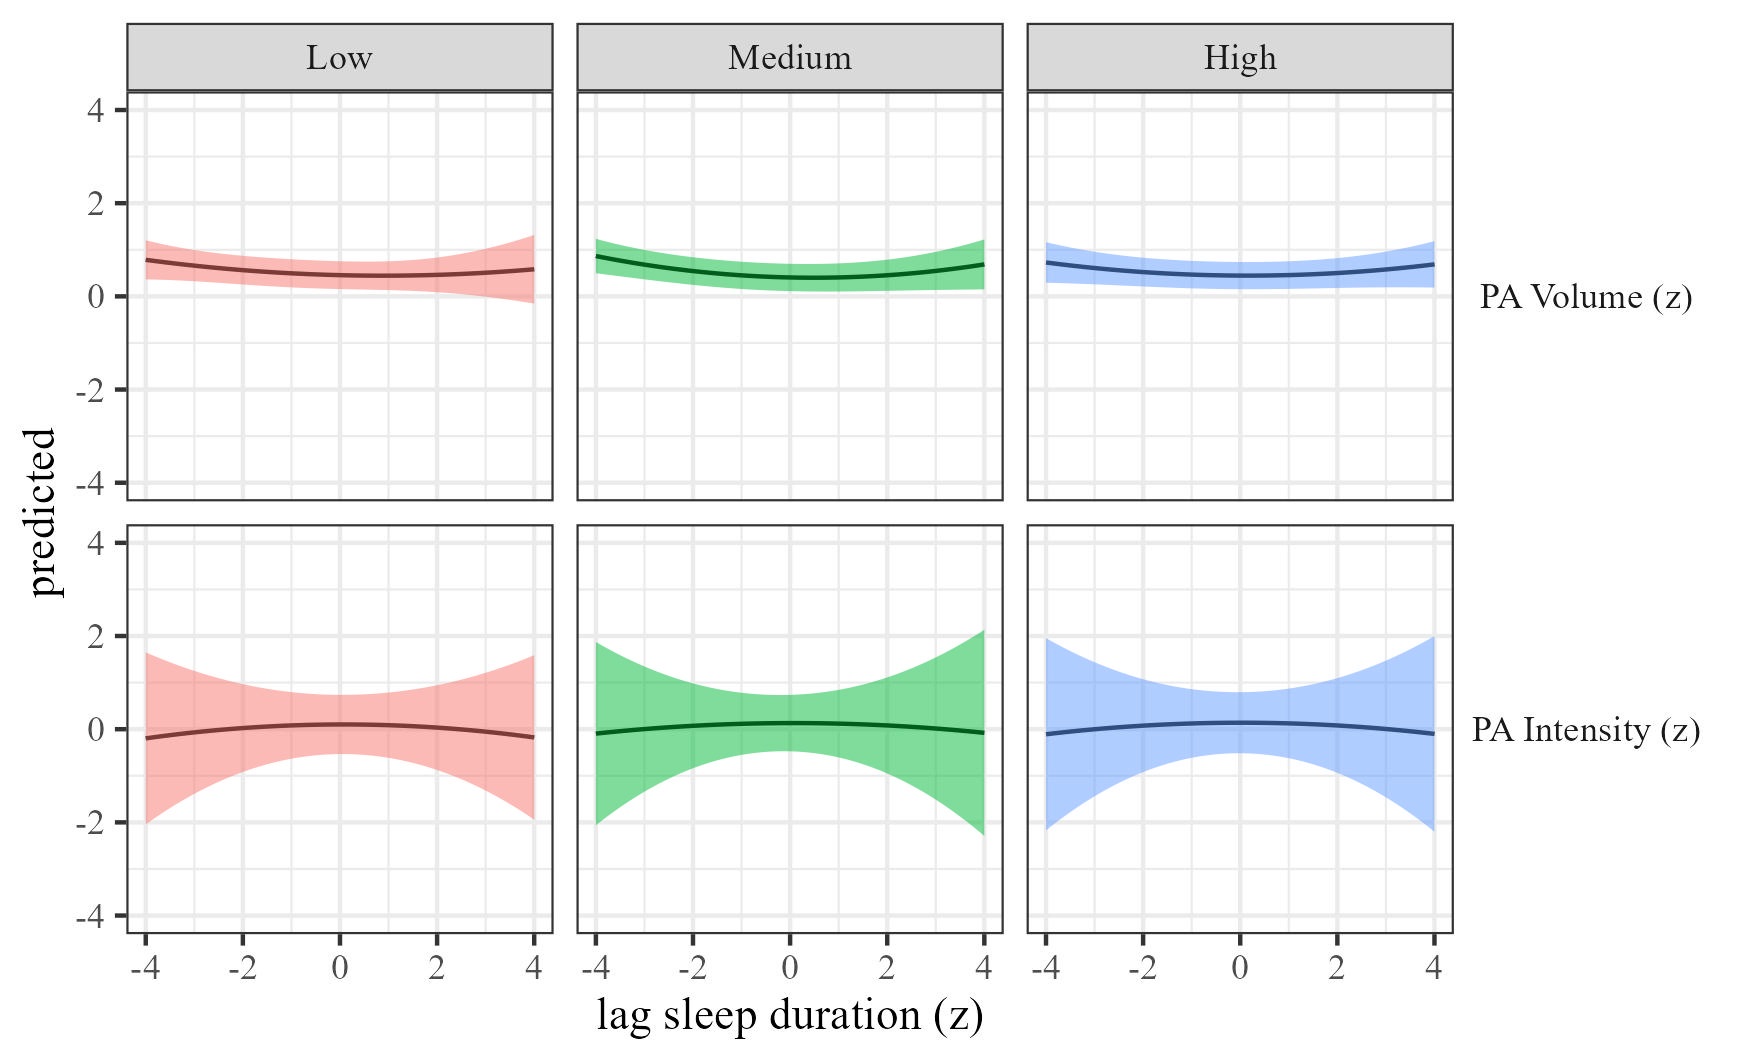 Low
Medium
High
4
2
0
-2
-4
PA Volume (z)
predicted
4
2
0
-2
-4
PA Intensity (z)
-4 -2 0 2 4
-4 -2 0 2 4
-4 -2 0 2 4
lag sleep duration (z)